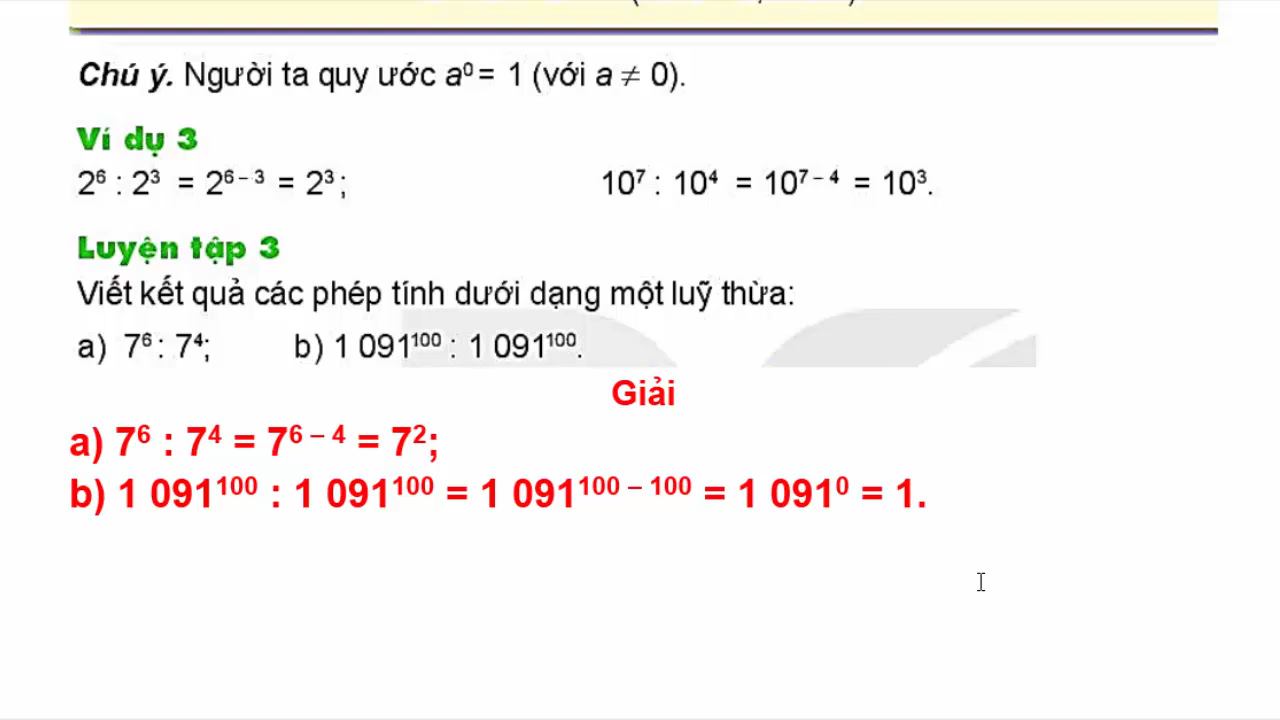 Chú ý. Người ta quy ước a⁰ = 1 (với a ≠ 0).
Ví dụ 3
2⁶ : 2³ = 2⁶⁻³ = 2³; 10⁷ : 10⁴ = 10⁷⁻⁴ = 10³.
Luyện tập 3
Viết kết quả các phép tính dưới dạng một luỹ thừa:
a) 7⁶ : 7⁴; b) 1 091¹⁰⁰ : 1 091¹⁰⁰.
Giải
a) 7⁶ : 7⁴ = 7⁶ ⁻ ⁴ = 7²;
b) 1 091¹⁰⁰ : 1 091¹⁰⁰ = 1 091¹⁰⁰ ⁻ ¹⁰⁰ = 1 091⁰ = 1.